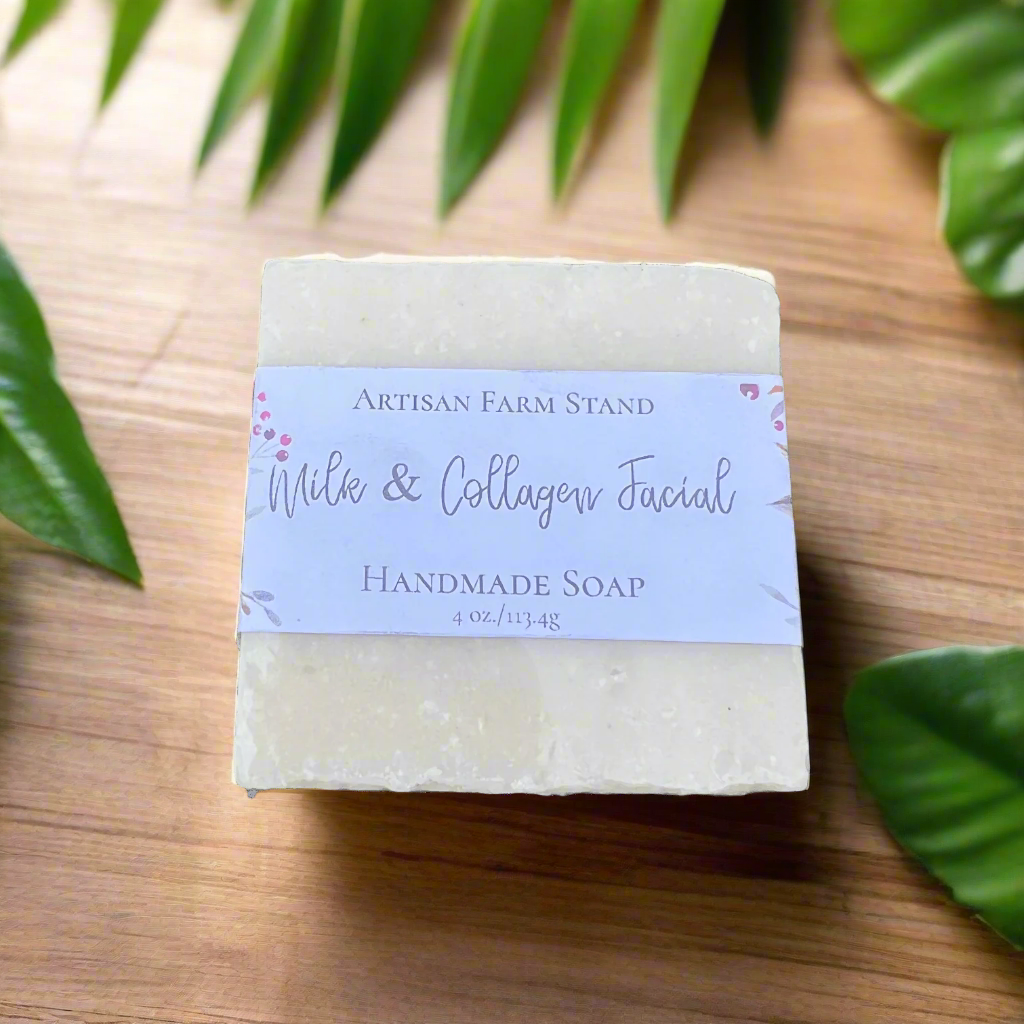 Artisan Farm Stand
Milk & Collagen Facial
Handmade Soap
4 oz./113.4g